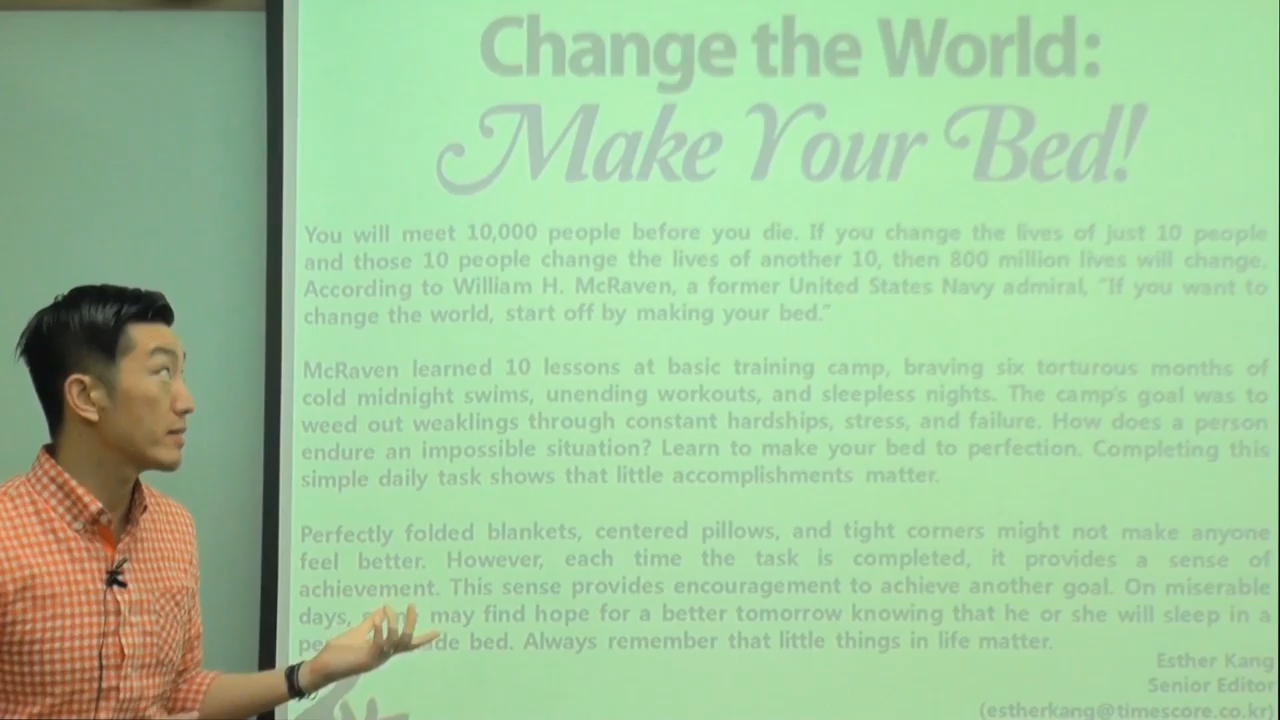 Change the World:
Make Your Bed!
You will meet 10,000 people before you die. If you change the lives of just 10 people
and those 10 people change the lives of another 10, then 800 million lives will change.
According to William H. McRaven, a former United States Navy admiral, "If you want to
change the world, start off by making your bed."
McRaven learned 10 lessons at basic training camp, braving six torturous months of
cold midnight swims, unending workouts, and sleepless nights. The camp's goal was to
weed out weaklings through constant hardships, stress, and failure. How does a person
endure an impossible situation? Learn to make your bed to perfection. Completing this
simple daily task shows that little accomplishments matter.
Perfectly folded blankets, centered pillows, and tight corners might not make anyone
feel better. However, each time the task is completed, it provides a sense of
achievement. This sense provides encouragement to achieve another goal. On miserable
days, may find hope for a better tomorrow knowing that he or she will sleep in a
bed. Always remember that little things in life matter.
Esther Kang
Senior Editor
(estherkang@timescore.co.kr)